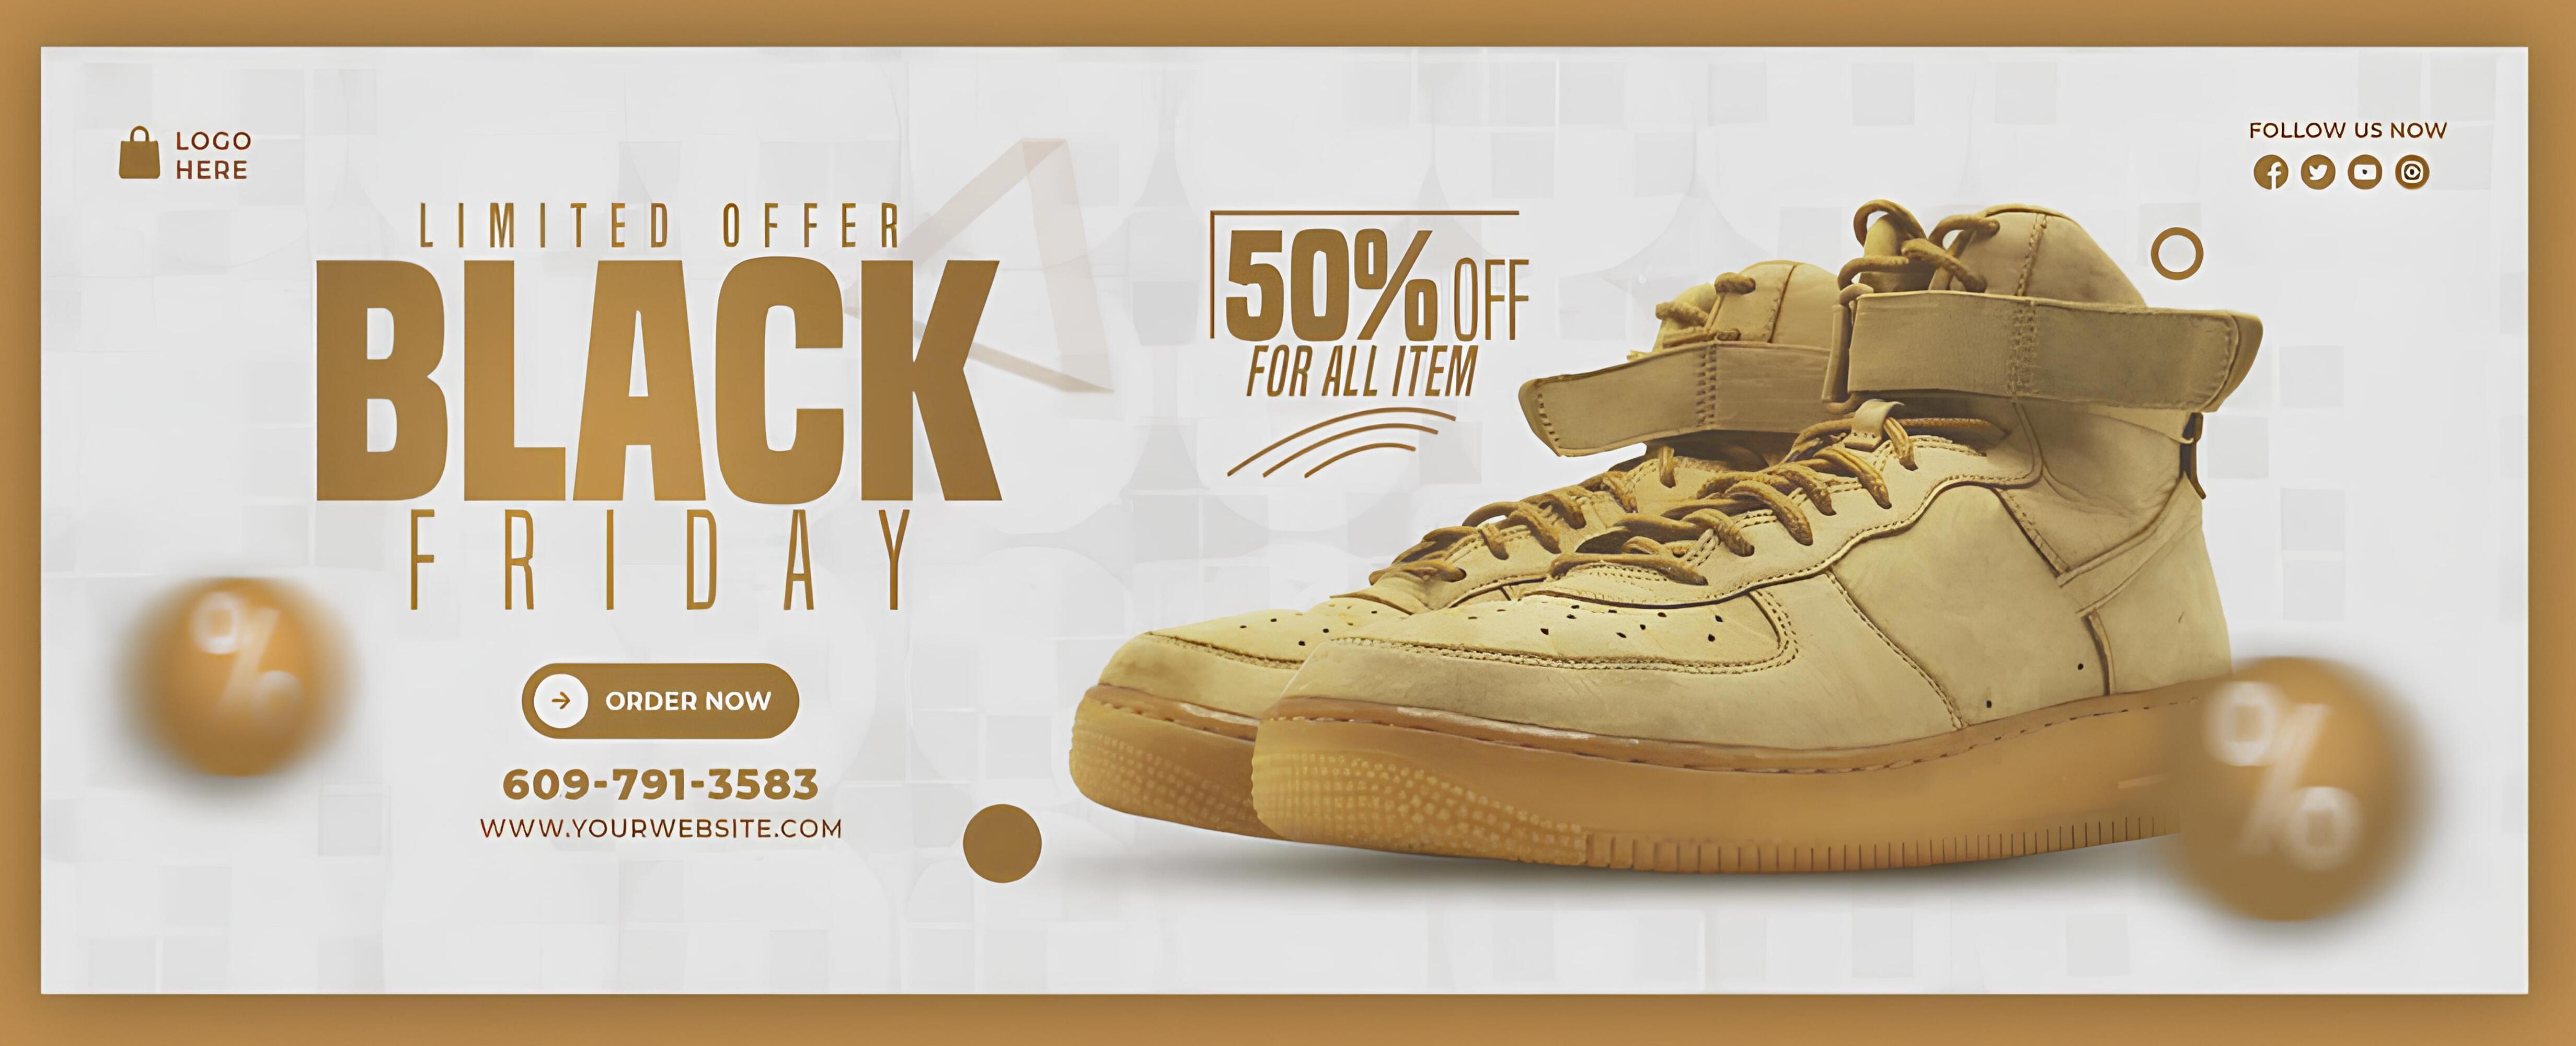 LOGO
HERE
LIMITED OFFER
BLACK
FRIDAY
ORDER NOW
609-791-3583
WWW.YOURWEBSITE.COM
50% OFF
FOR ALL ITEM
FOLLOW US NOW
%
%